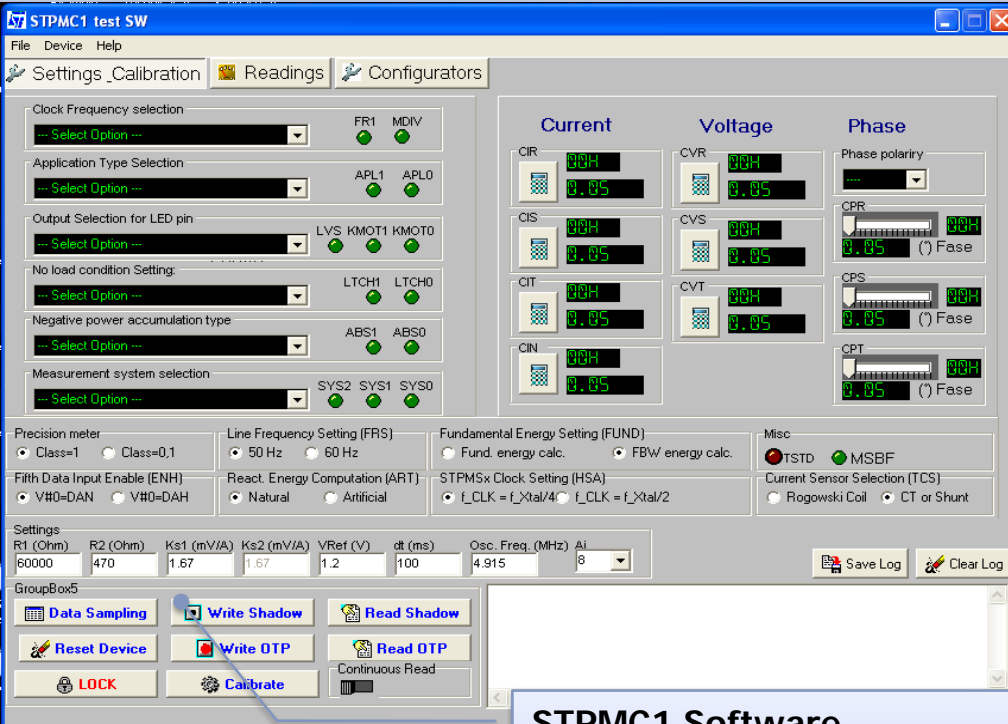 STPMC1 test SW
File Device Help
Settings _Calibration Readings Configurators
Clock Frequency selection
--- Select Option ---
FR1 MDIV
Application Type Selection
--- Select Option ---
APL1 APL0
Output Selection for LED pin
--- Select Option ---
LVS KMOT1 KMOT0
No load condition Setting:
--- Select Option ---
LTCH1 LTCH0
Negative power accumulation type
--- Select Option ---
ABS1 ABS0
Measurement system selection
--- Select Option ---
SYS2 SYS1 SYS0
Current Voltage Phase
CIR
00H
0.05
CIS
00H
0.05
CIT
00H
0.05
CIN
00H
0.05
CVR
00H
0.05
CVS
00H
0.05
CVT
00H
0.05
Phase polariry
----
CPR
00H
0.05 (°) Fase
CPS
00H
0.05 (°) Fase
CPT
00H
0.05 (°) Fase
Precision meter
Class=1 Class=0,1
Line Frequency Setting (FRS)
50 Hz 60 Hz
Fundamental Energy Setting (FUND)
Fund. energy calc. FBW energy calc.
Misc
TSTD MSBF
Fifth Data Input Enable (ENH)
V#0=DAN V#0=DAH
React. Energy Computation (ART)
Natural Artificial
STPMSx Clock Setting (HSA)
f_CLK = f_Xtal/4 f_CLK = f_Xtal/2
Current Sensor Selection (TCS)
Rogowski Coil CT or Shunt
Settings
R1 (Ohm) R2 (Ohm) Ks1 (mV/A) Ks2 (mV/A) VRef (V) dt (ms) Osc. Freq. (MHz) Ai
60000 470 1.67 1.67 1.2 100 4.915 8
Save Log Clear Log
GroupBox5
Data Sampling Write Shadow Read Shadow
Reset Device Write OTP Read OTP
LOCK Calibrate
Continuous Read
STPMC1 Software